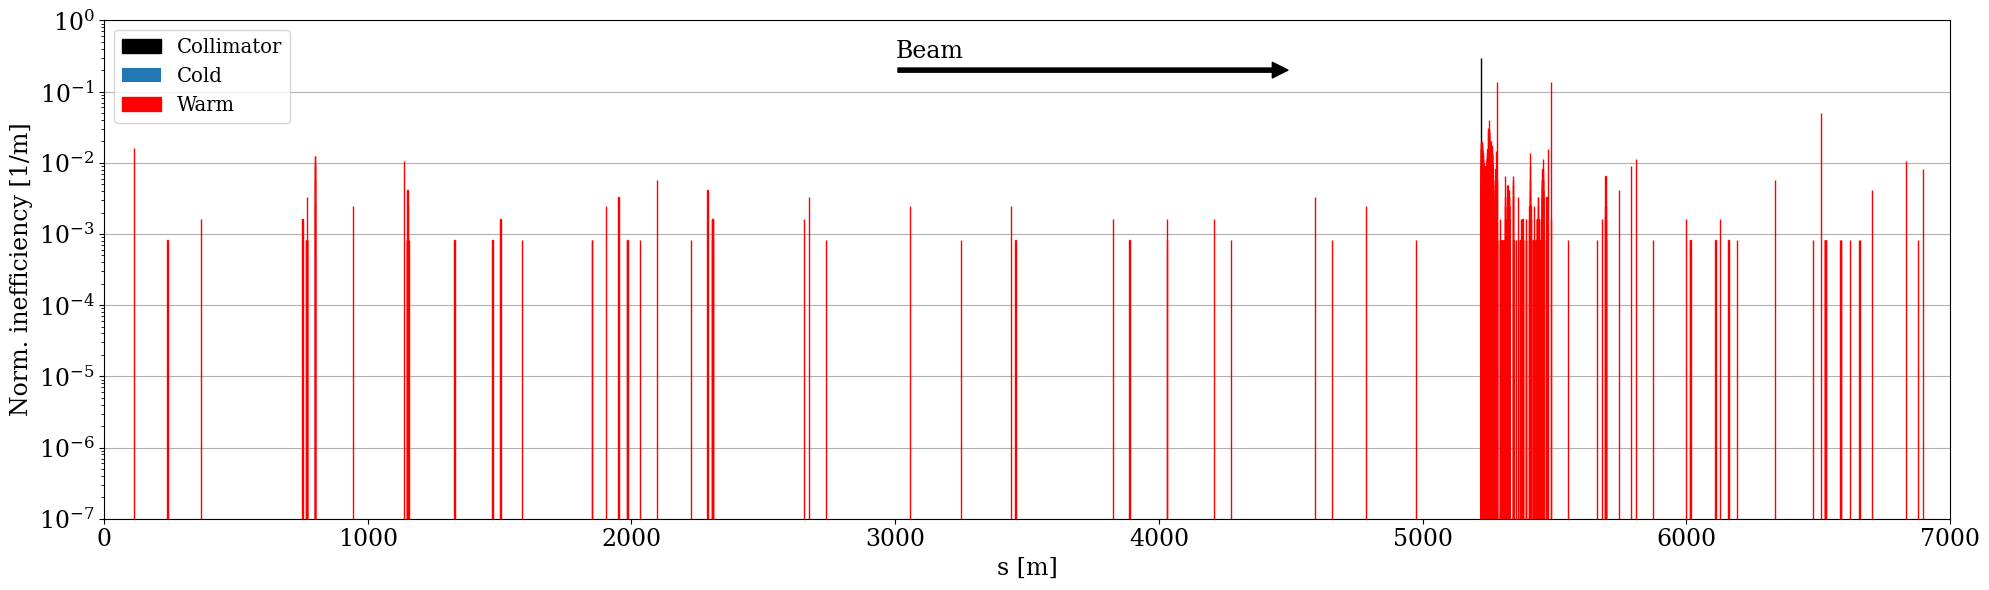 10⁰
10⁻¹
10⁻²
10⁻³
10⁻⁴
10⁻⁵
10⁻⁶
10⁻⁷
Norm. inefficiency [1/m]
Collimator
Cold
Warm
Beam
0 1000 2000 3000 4000 5000 6000 7000
s [m]